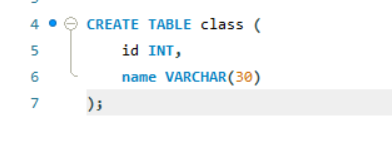 4 CREATE TABLE class (
5 id INT,
6 name VARCHAR(30)
7 );